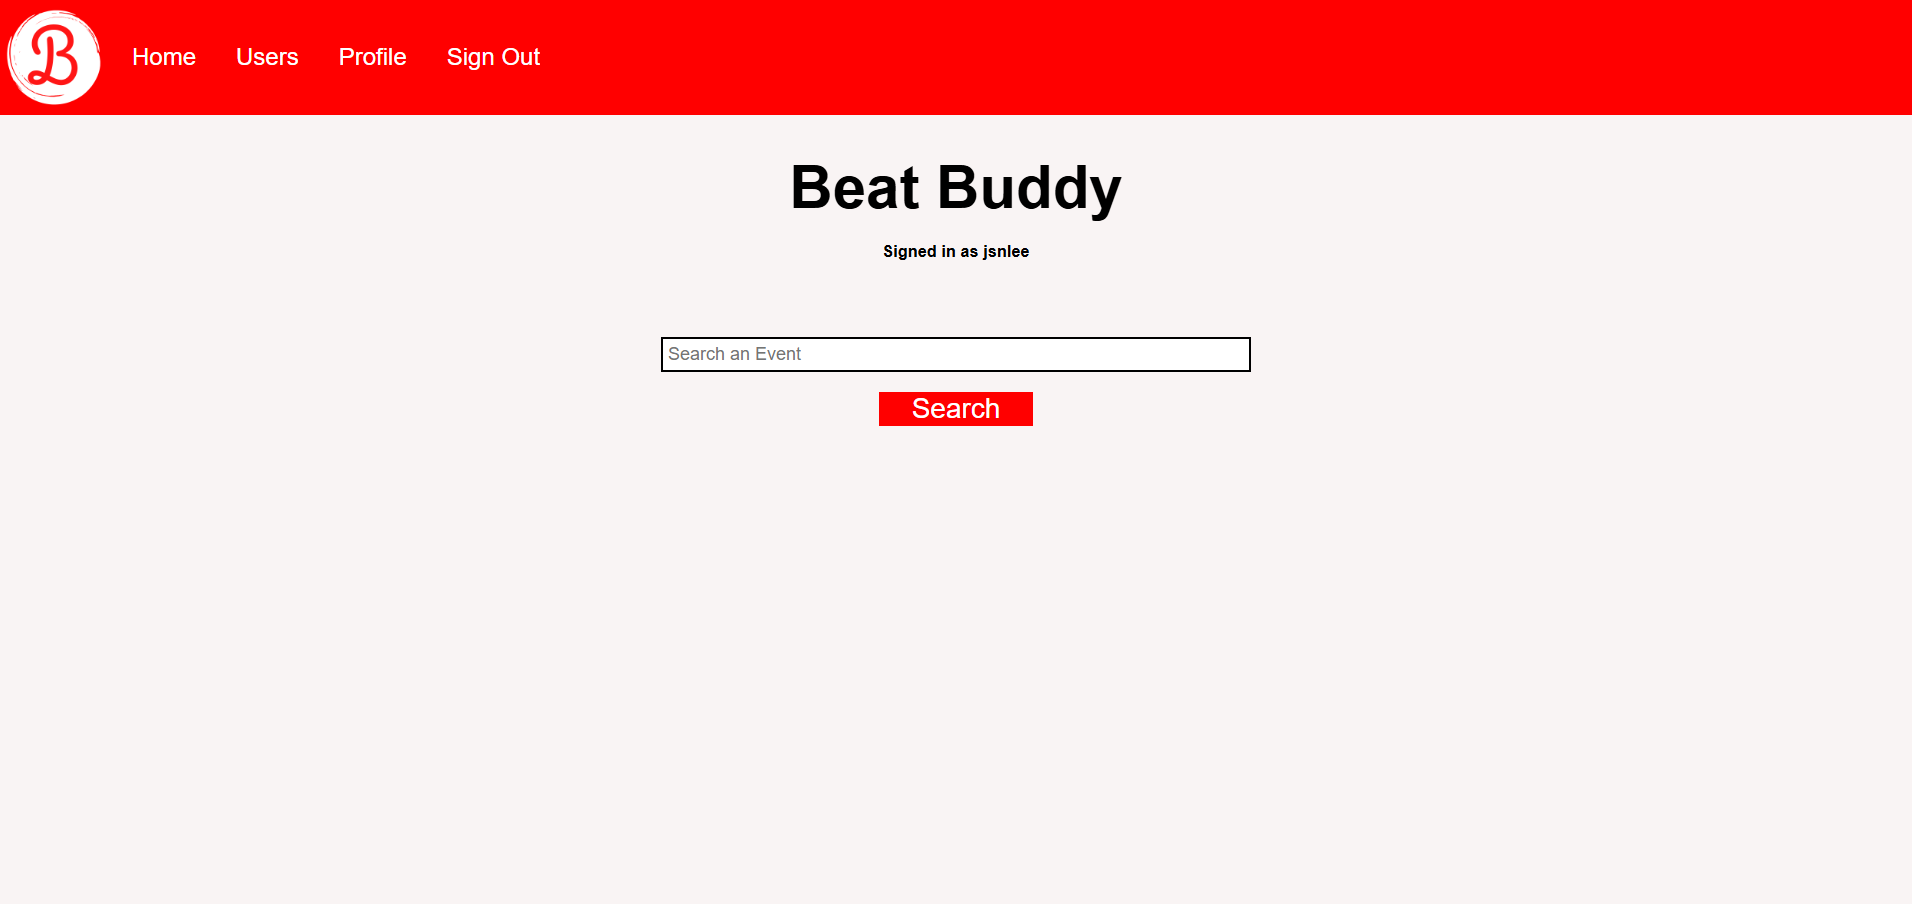 B
Home Users Profile Sign Out
Beat Buddy
Signed in as jsnlee
Search an Event
Search